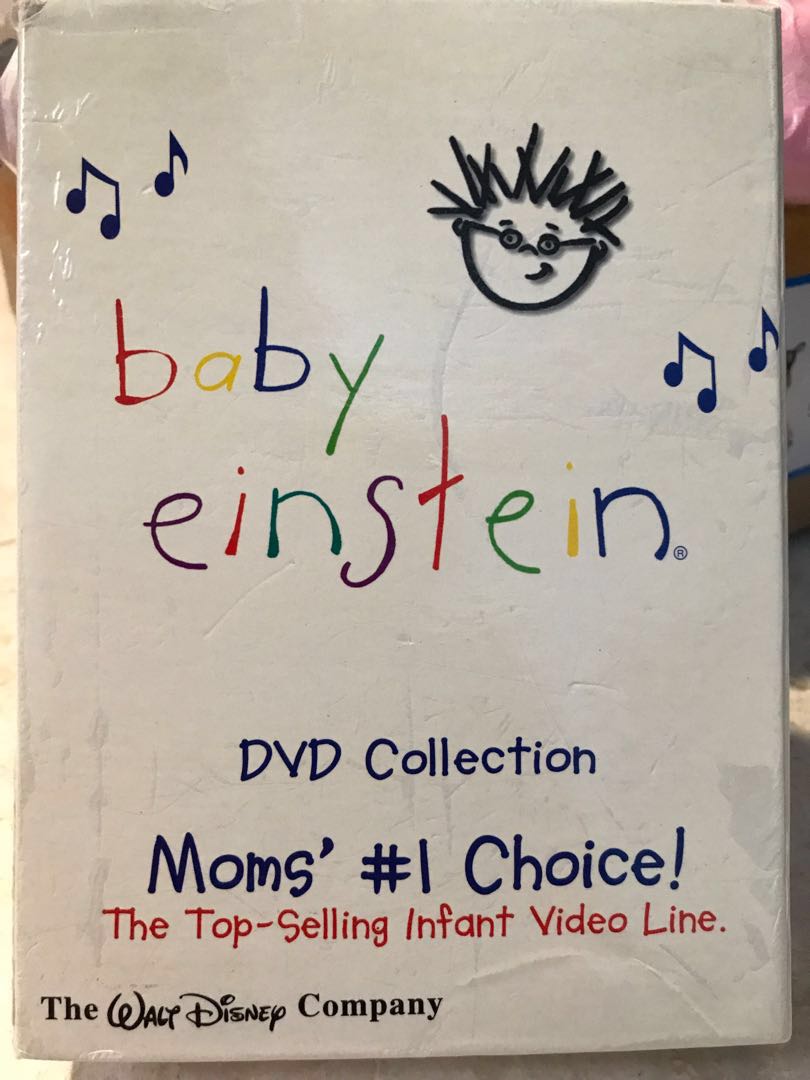 baby
einstein®
DVD Collection
Moms' #1 Choice!
The Top-Selling Infant Video Line.
The Walt Disney Company